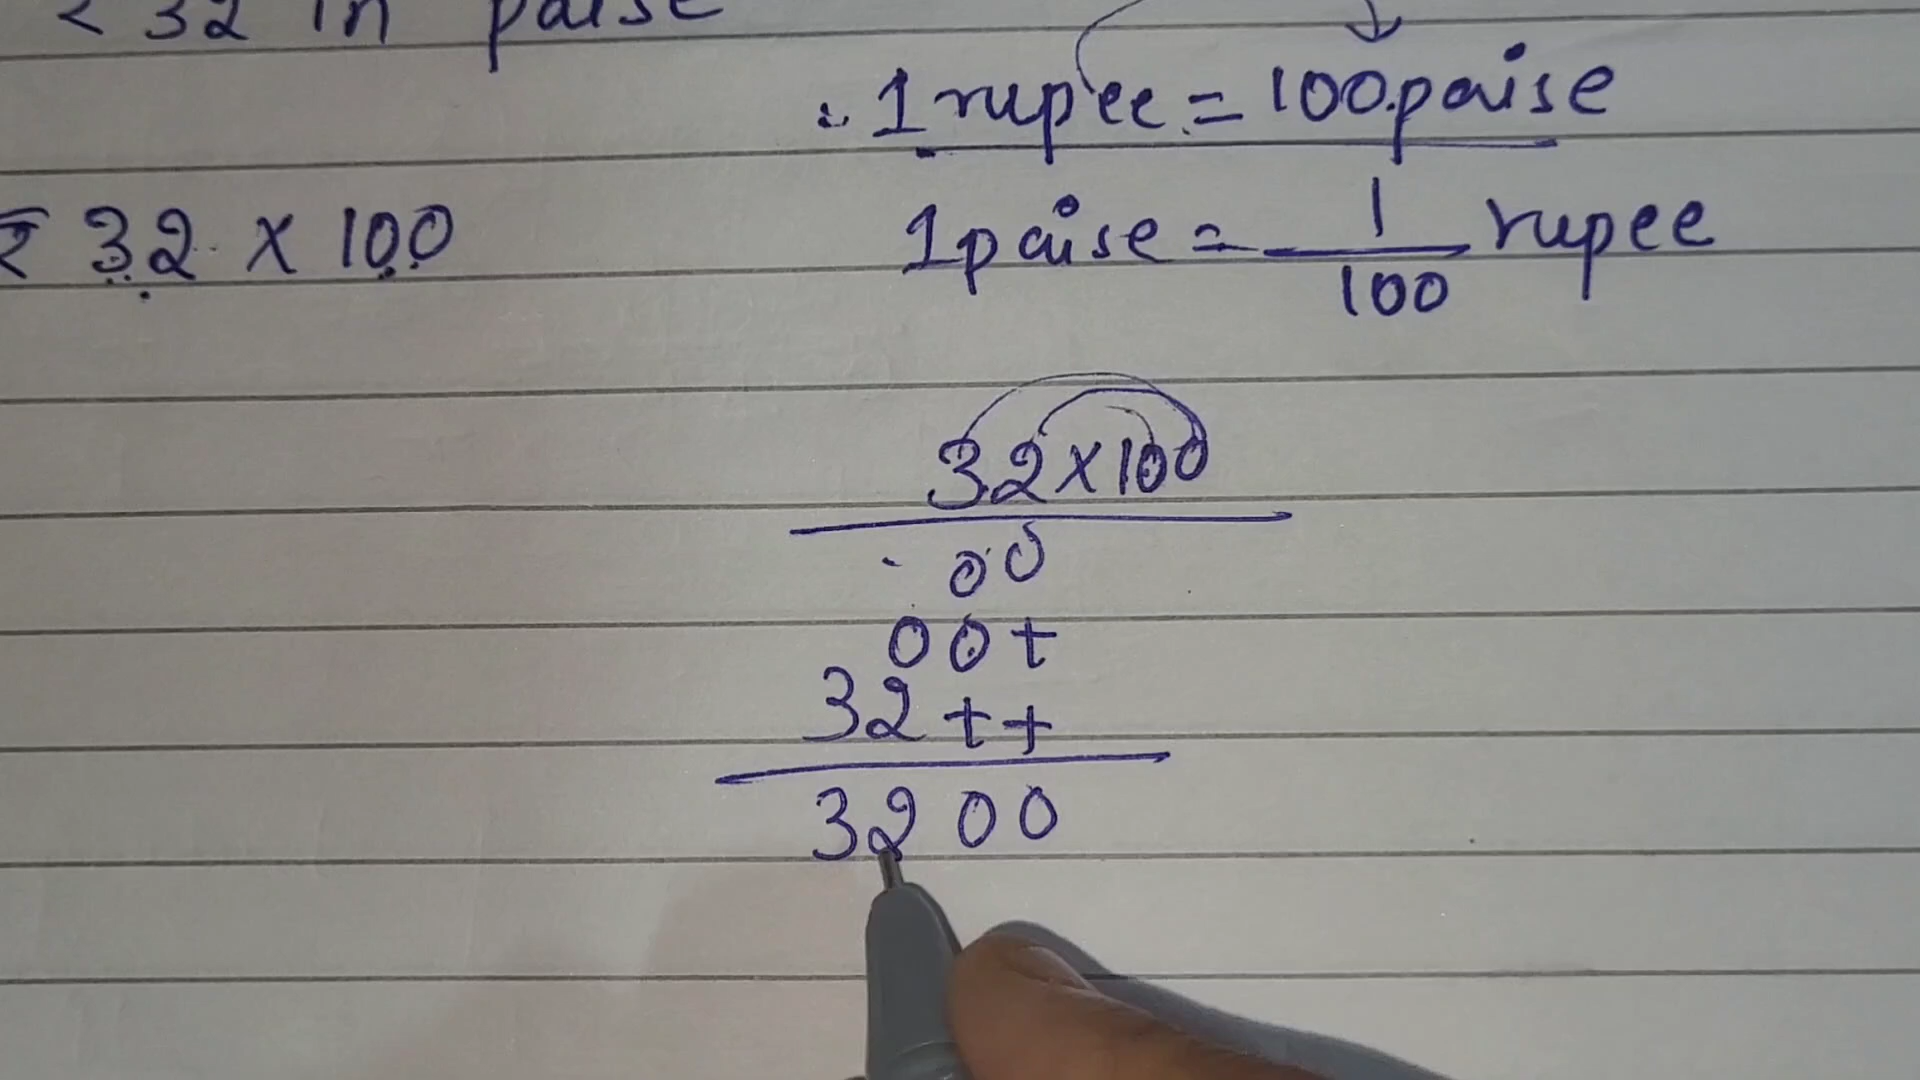 ₹ 32 in paise
∴ 1 rupee = 100 paise
₹ 32 × 100
1 paise = 1/100 rupee
32 × 100
00
00+
32++
3200